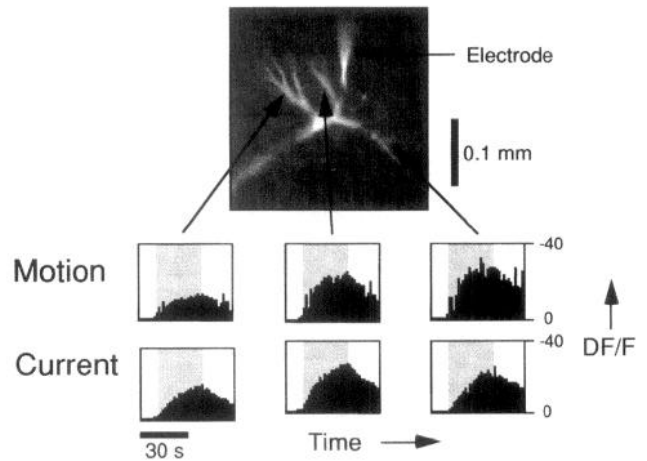 Electrode
0.1 mm
Motion
-40
0
DF/F
Current
-40
0
30 s
Time